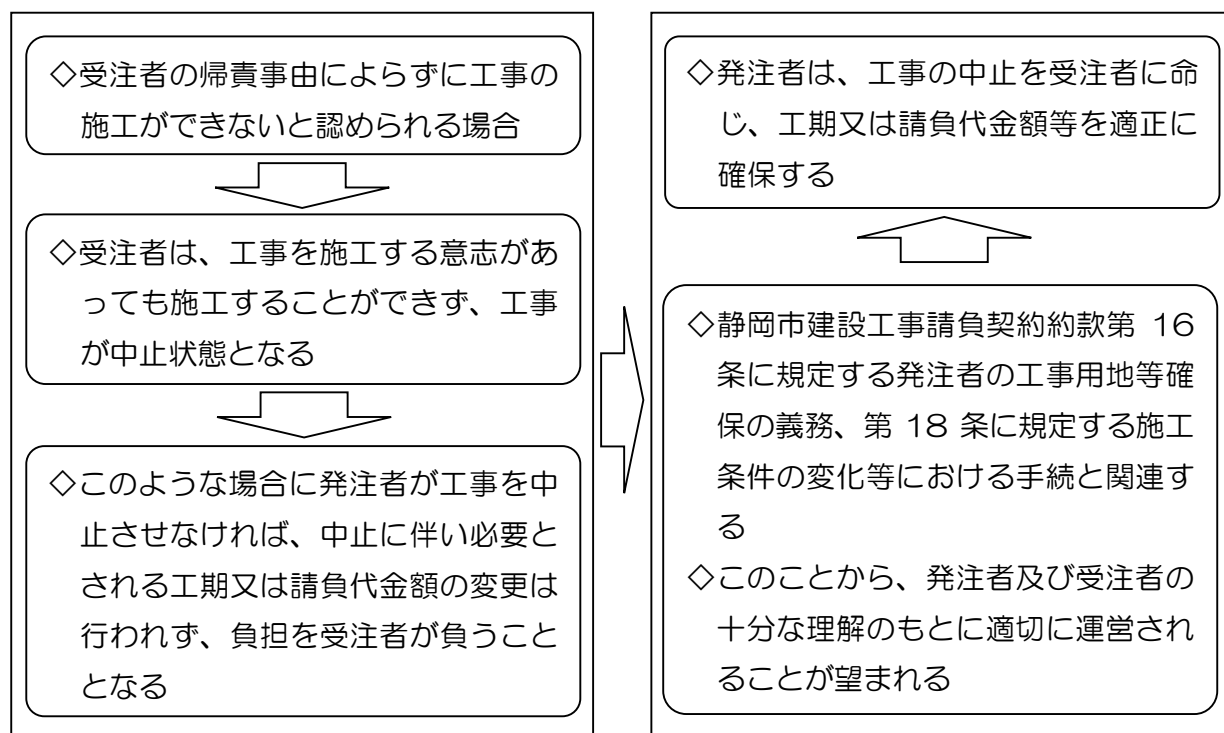 ◇受注者の帰責事由によらずに工事の
施工ができないと認められる場合
◇受注者は、工事を施工する意志があ
っても施工することができず、工事
が中止状態となる
◇このような場合に発注者が工事を中
止させなければ、中止に伴い必要と
される工期又は請負代金額の変更は
行われず、負担を受注者が負うこと
となる
◇静岡市建設工事請負契約約款第 16
条に規定する発注者の工事用地等確
保の義務、第 18 条に規定する施工
条件の変化等における手続と関連す
る
◇このことから、発注者及び受注者の
十分な理解のもとに適切に運営され
ることが望まれる
◇発注者は、工事の中止を受注者に命
じ、工期又は請負代金額等を適正に
確保する